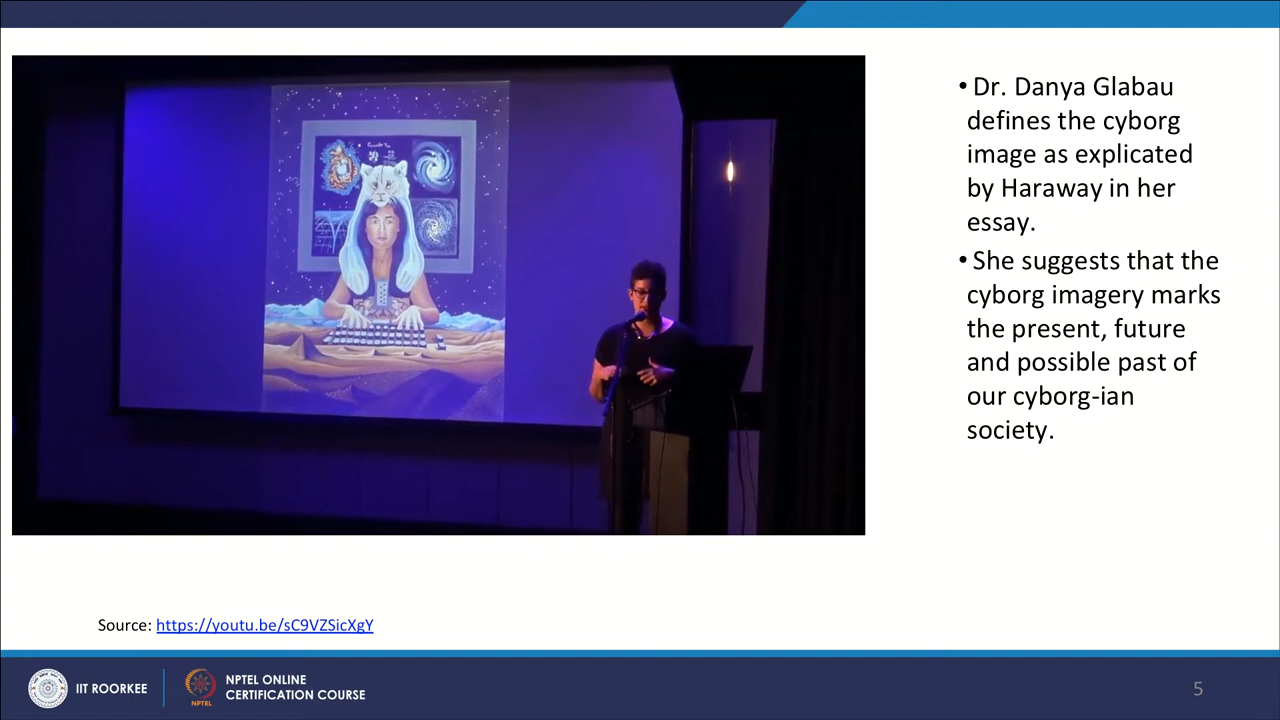 • Dr. Danya Glabau
defines the cyborg
image as explicated
by Haraway in her
essay.
• She suggests that the
cyborg imagery marks
the present, future
and possible past of
our cyborg-ian
society.
Source: https://youtu.be/sC9VZSicXgY
IIT ROORKEE
NPTEL
NPTEL ONLINE
CERTIFICATION COURSE
5